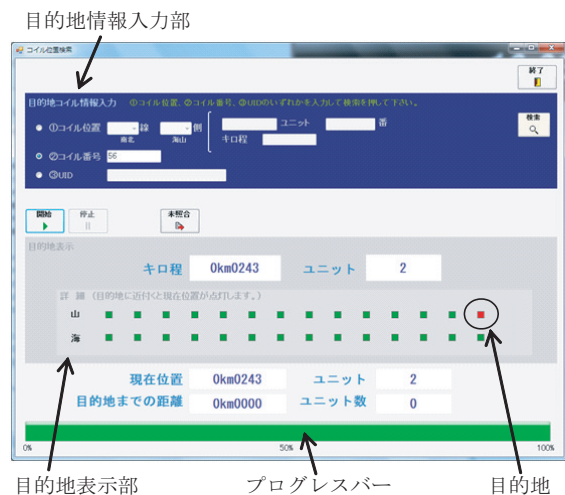 目的地情報入力部
コイル位置検索
終了
目的地コイル情報入力 ①コイル位置、②コイル番号、③UIDのいずれかを入力して検索を押して下さい。
①コイル位置 線 側 ユニット 番
南北 海山 キロ程
検索
②コイル番号 56
③UID
開始 停止 未照合
目的地表示
キロ程 0km0243 ユニット 2
詳細(目的地に近付くと現在位置が点灯します。)
山
海
現在位置 0km0243 ユニット 2
目的地までの距離 0km0000 ユニット数 0
0% 50% 100%
目的地表示部 プログレスバー 目的地